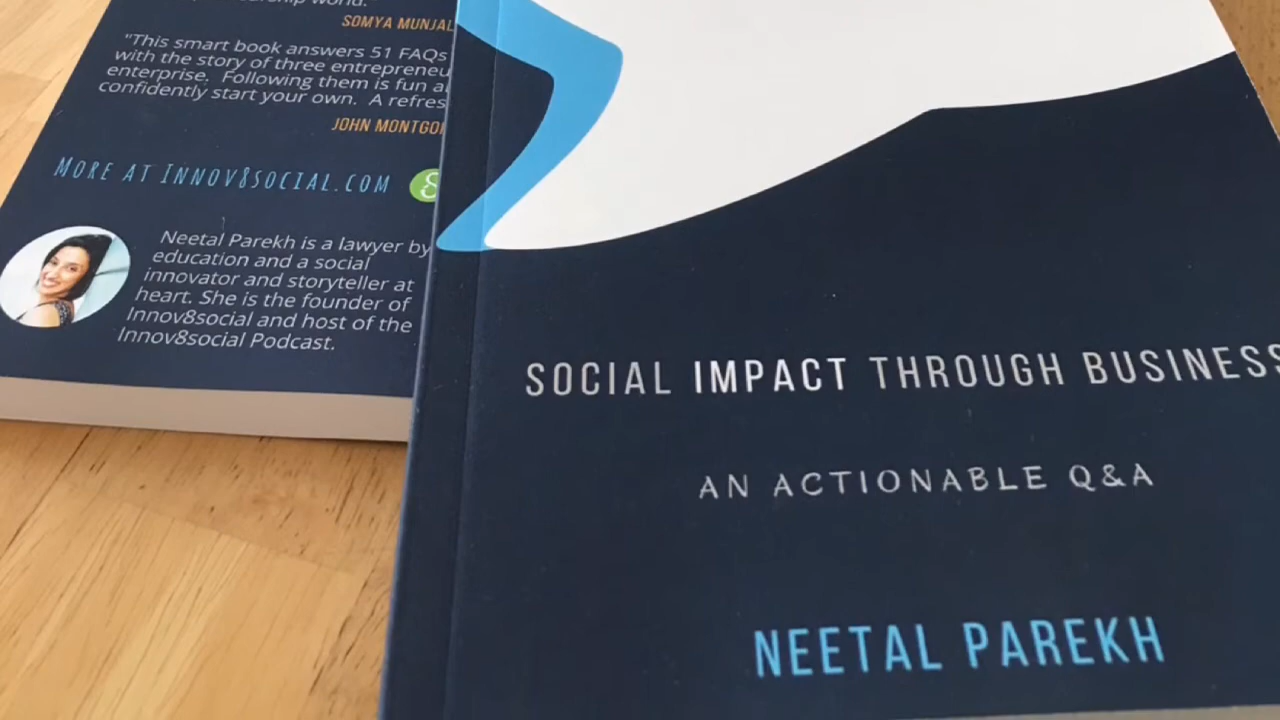 SOMYA MUNJAL
"This smart book answers 51 FAQs
with the story of three
enterprise. Following them is fun
confidently start your own. A
JOHN
MORE AT INNOV8SOCIAL.COM
Neetal Parekh is a lawyer by
education and a social
innovator and storyteller at
heart. She is the founder of
Innov8social and host of the
Innov8social Podcast.
SOCIAL IMPACT THROUGH BUSINESS
AN ACTIONABLE Q&A
NEETAL PAREKH